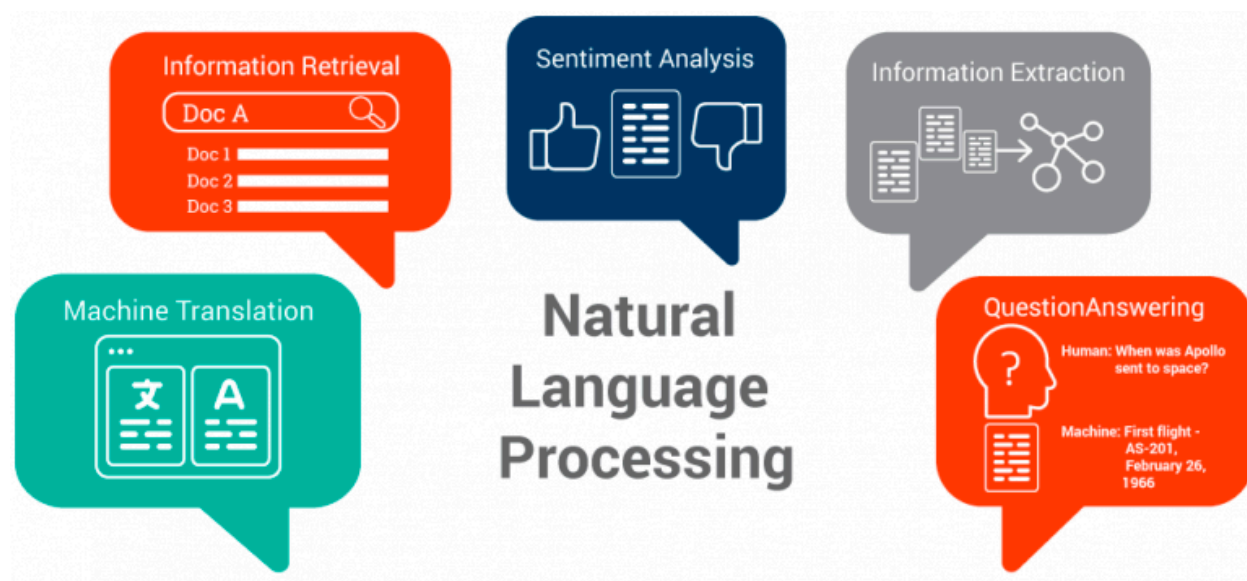 Information Retrieval
Doc A
Doc 1
Doc 2
Doc 3
Sentiment Analysis
Information Extraction
Machine Translation
文
A
Natural
Language
Processing
QuestionAnswering
?
Human: When was Apollo
sent to space?
Machine: First flight -
AS-201,
February 26,
1966